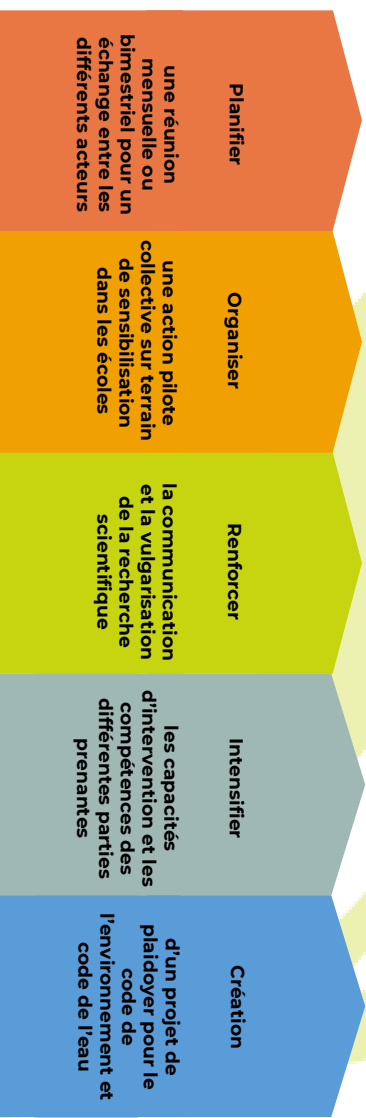 Planifier
une réunion
mensuelle ou
bimestriel pour un
échange entre les
différents acteurs
Organiser
une action pilote
collective sur terrain
de sensibilisation
dans les écoles
Renforcer
la communication
et la vulgarisation
de la recherche
scientifique
Intensifier
les capacités
d'intervention et les
compétences des
différentes parties
prenantes
Création
d'un projet de
plaidoyer pour le
code de
l'environnement et
code de l'eau